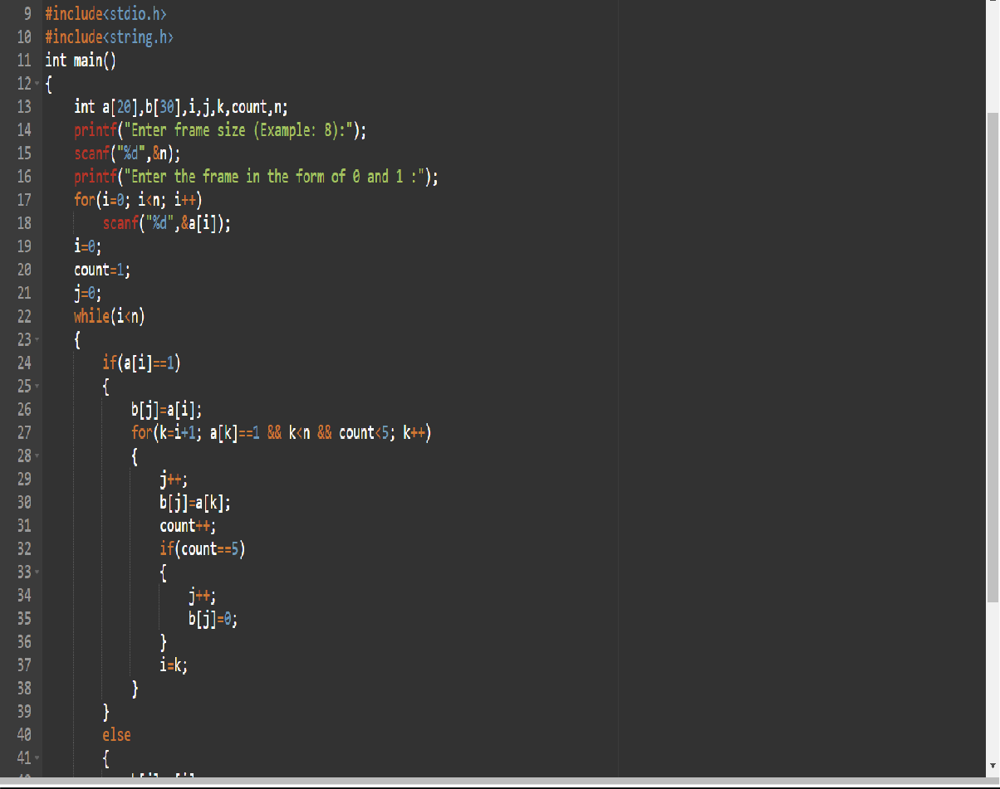 9 #include<stdio.h>
10 #include<string.h>
11 int main()
12 {
13     int a[20],b[30],i,j,k,count,n;
14     printf("Enter frame size (Example: 8):");
15     scanf("%d",&n);
16     printf("Enter the frame in the form of 0 and 1 :");
17     for(i=0; i<n; i++)
18         scanf("%d",&a[i]);
19     i=0;
20     count=1;
21     j=0;
22     while(i<n)
23     {
24         if(a[i]==1)
25         {
26             b[j]=a[i];
27             for(k=i+1; a[k]==1 && k<n && count<5; k++)
28             {
29                 j++;
30                 b[j]=a[k];
31                 count++;
32                 if(count==5)
33                 {
34                     j++;
35                     b[j]=0;
36                 }
37                 i=k;
38             }
39         }
40         else
41         {